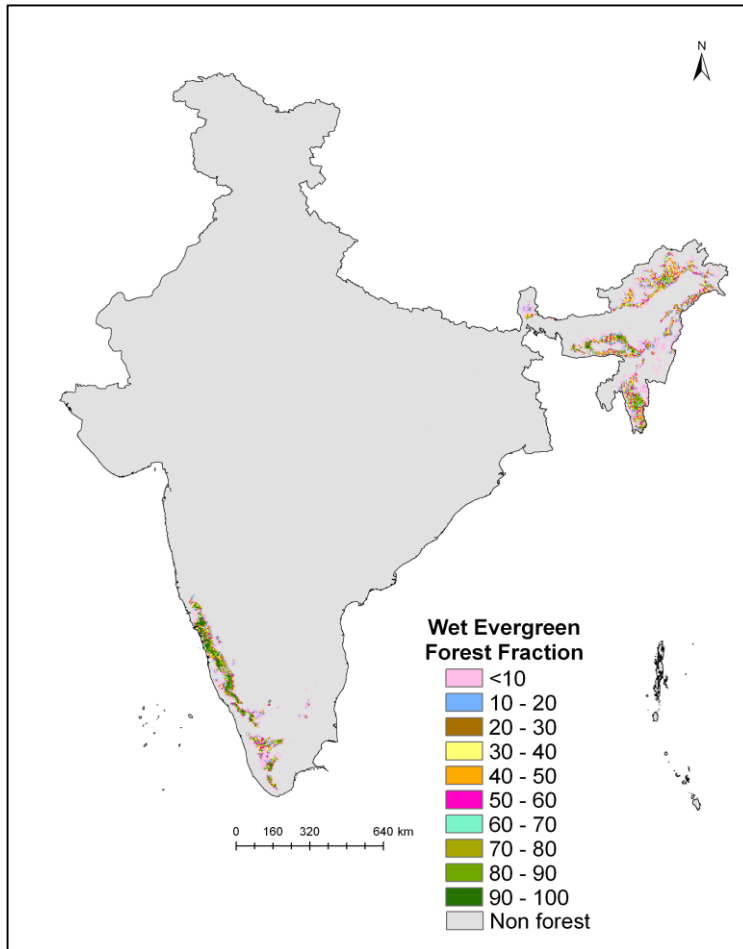 N
Wet Evergreen
Forest Fraction
<10
10 - 20
20 - 30
30 - 40
40 - 50
50 - 60
60 - 70
70 - 80
80 - 90
90 - 100
Non forest
0 160 320 640 km